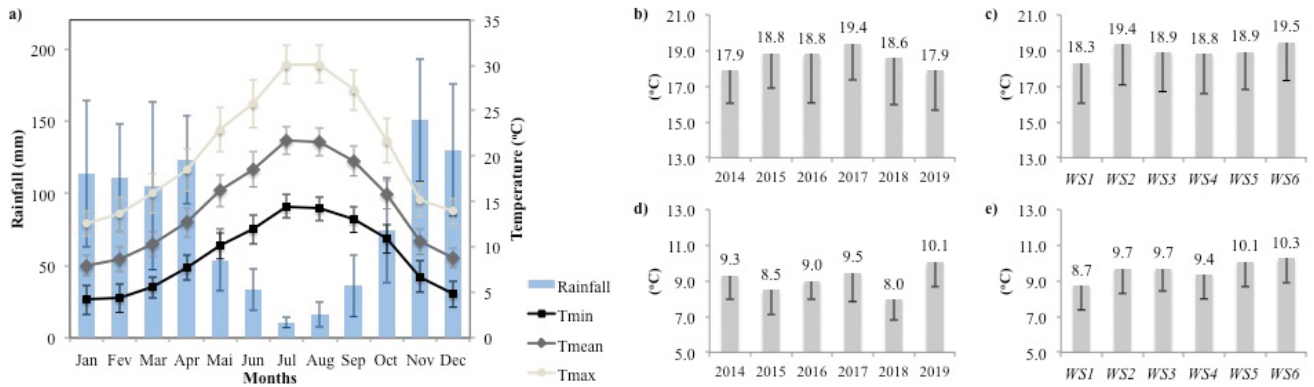 a)
Rainfall (mm)
200
150
100
50
0
35
30
25
20
15
10
5
0
Temperature (°C)
Jan Fev Mar Apr Mai Jun Jul Aug Sep Oct Nov Dec
Months
Rainfall
Tmin
Tmean
Tmax
b)
(°C)
21.0
19.0
17.0
15.0
13.0
17.9 18.8 18.8 19.4 18.6 17.9
2014 2015 2016 2017 2018 2019
c)
(°C)
21.0
19.0
17.0
15.0
13.0
18.3 19.4 18.9 18.8 18.9 19.5
WS1 WS2 WS3 WS4 WS5 WS6
d)
(°C)
13.0
11.0
9.0
7.0
5.0
9.3 8.5 9.0 9.5 8.0 10.1
2014 2015 2016 2017 2018 2019
e)
(°C)
13.0
11.0
9.0
7.0
5.0
8.7 9.7 9.7 9.4 10.1 10.3
WS1 WS2 WS3 WS4 WS5 WS6